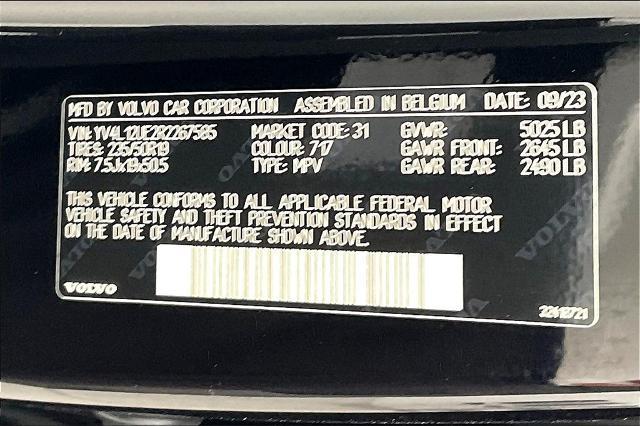 MFD BY VOLVO CAR CORPORATION ASSEMBLED IN BELGIUM DATE: 09/23
VIN: YV4L12UE2R2267585 MARKET CODE: 31 GVWR: 5025 LB
TIRES: 235/50R19 COLOUR: 717 GAWR FRONT: 2645 LB
RIM: 7.5Jx19x50.5 TYPE: MPV GAWR REAR: 2490 LB
THIS VEHICLE CONFORMS TO ALL APPLICABLE FEDERAL MOTOR
VEHICLE SAFETY AND THEFT PREVENTION STANDARDS IN EFFECT
ON THE DATE OF MANUFACTURE SHOWN ABOVE.
VOLVO
32412721